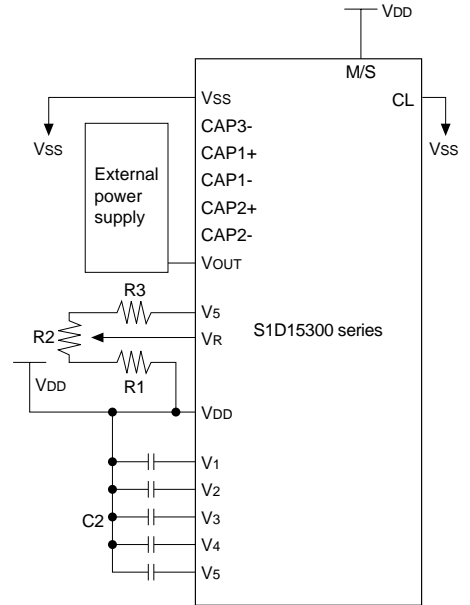 VDD
M/S
VSS
CL
CAP3-
VSS
VSS
CAP1+
External
power
supply
CAP1-
CAP2+
CAP2-
VOUT
R3
V5
R2
VR
S1D15300 series
R1
VDD
VDD
V1
V2
C2
V3
V4
V5